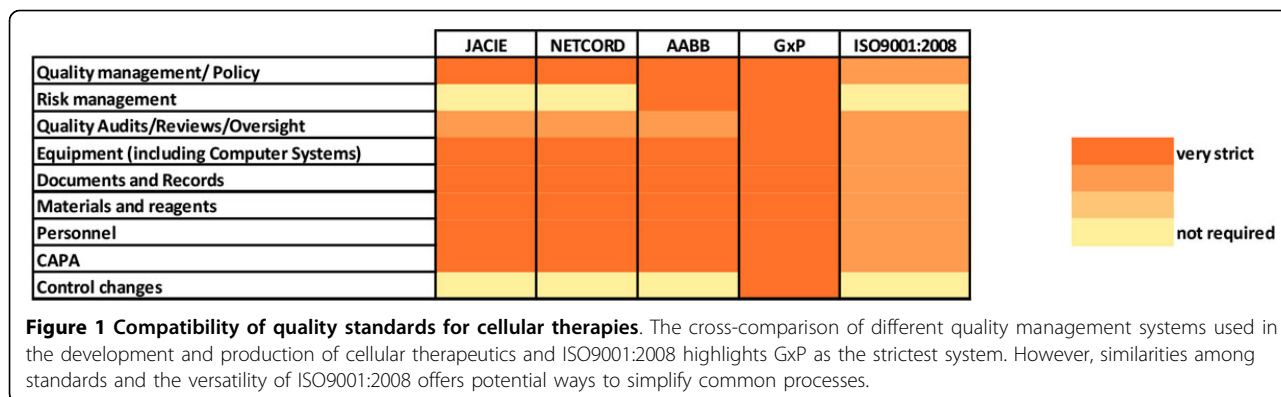 JACIE NETCORD AABB GxP ISO9001:2008
Quality management/ Policy
Risk management
Quality Audits/Reviews/Oversight
Equipment (including Computer Systems)
very strict
Documents and Records
Materials and reagents
Personnel
not required
CAPA
Control changes
Figure 1 Compatibility of quality standards for cellular therapies. The cross-comparison of different quality management systems used in
the development and production of cellular therapeutics and ISO9001:2008 highlights GxP as the strictest system. However, similarities among
standards and the versatility of ISO9001:2008 offers potential ways to simplify common processes.